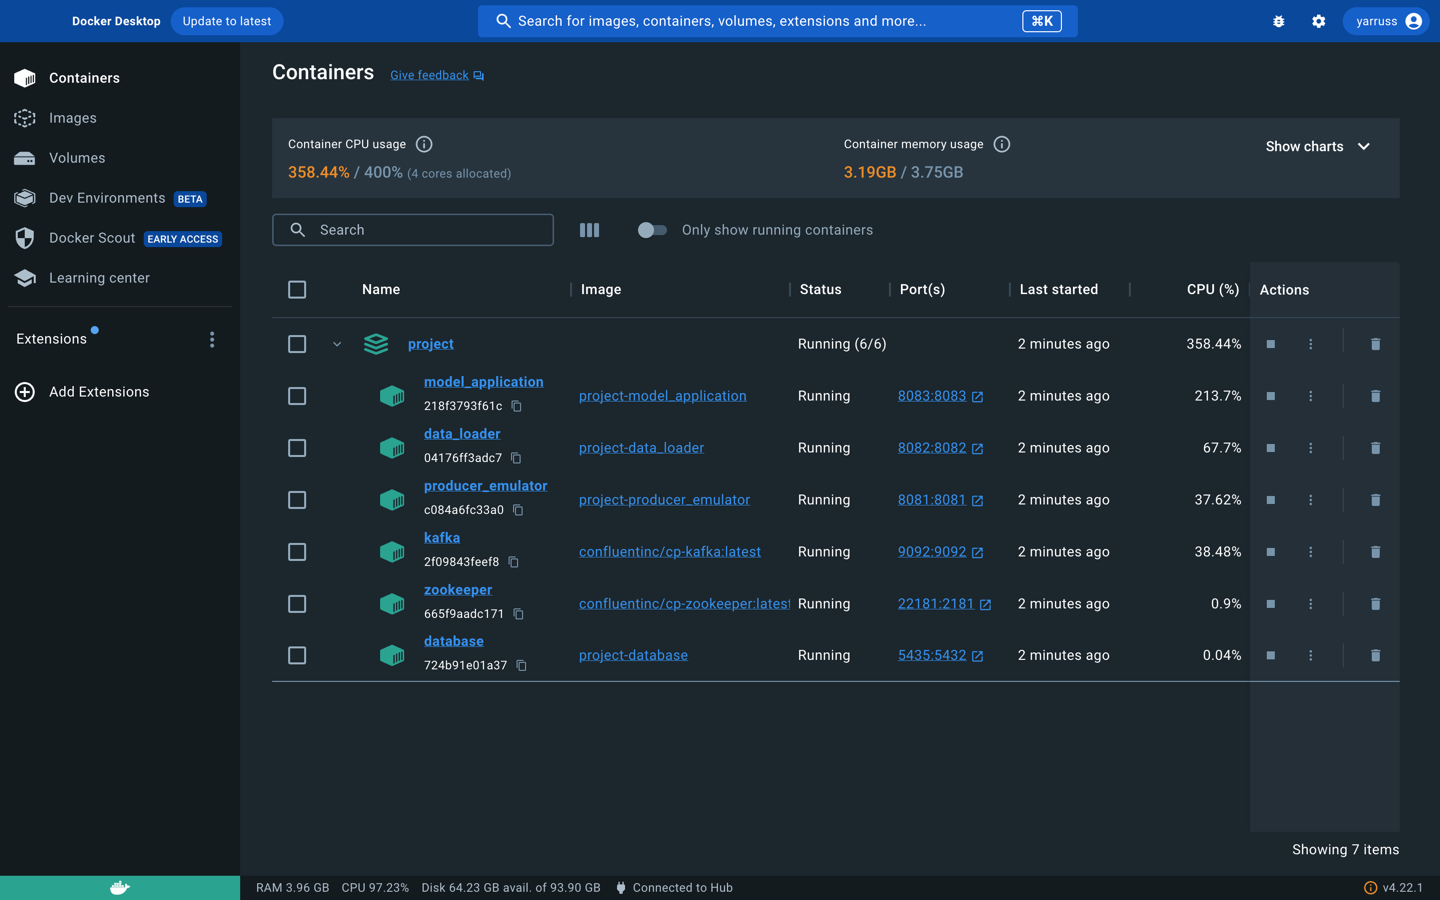 Docker Desktop Update to latest Search for images, containers, volumes, extensions and more... ⌘K yarruss
Containers
Images
Volumes
Dev Environments BETA
Docker Scout EARLY ACCESS
Learning center
Extensions
Add Extensions
Containers Give feedback
Container CPU usage
358.44% / 400% (4 cores allocated)
Container memory usage
3.19GB / 3.75GB
Show charts
Search Only show running containers
Name Image Status Port(s) Last started CPU (%) Actions
project Running (6/6) 2 minutes ago 358.44%
model_application
218f3793f61c
project-model_application Running 8083:8083 2 minutes ago 213.7%
data_loader
04176ff3adc7
project-data_loader Running 8082:8082 2 minutes ago 67.7%
producer_emulator
c084a6fc33a0
project-producer_emulator Running 8081:8081 2 minutes ago 37.62%
kafka
2f09843feef8
confluentinc/cp-kafka:latest Running 9092:9092 2 minutes ago 38.48%
zookeeper
665f9aadc171
confluentinc/cp-zookeeper:latest Running 22181:2181 2 minutes ago 0.9%
database
724b91e01a37
project-database Running 5435:5432 2 minutes ago 0.04%
Showing 7 items
RAM 3.96 GB CPU 97.23% Disk 64.23 GB avail. of 93.90 GB Connected to Hub v4.22.1